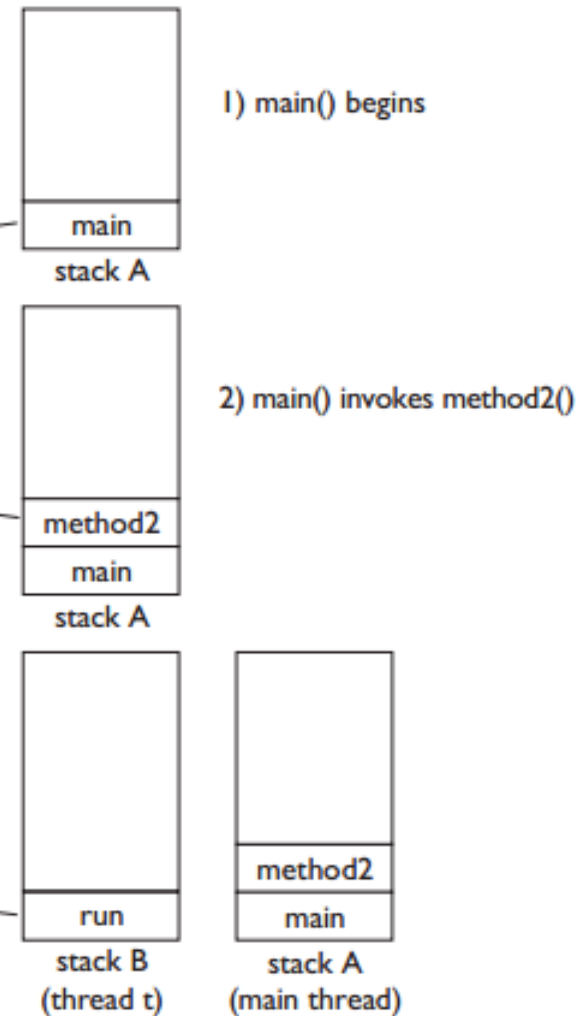 1) main() begins
main
stack A
2) main() invokes method2()
method2
main
stack A
method2
run
main
stack B
stack A
(thread t)
(main thread)